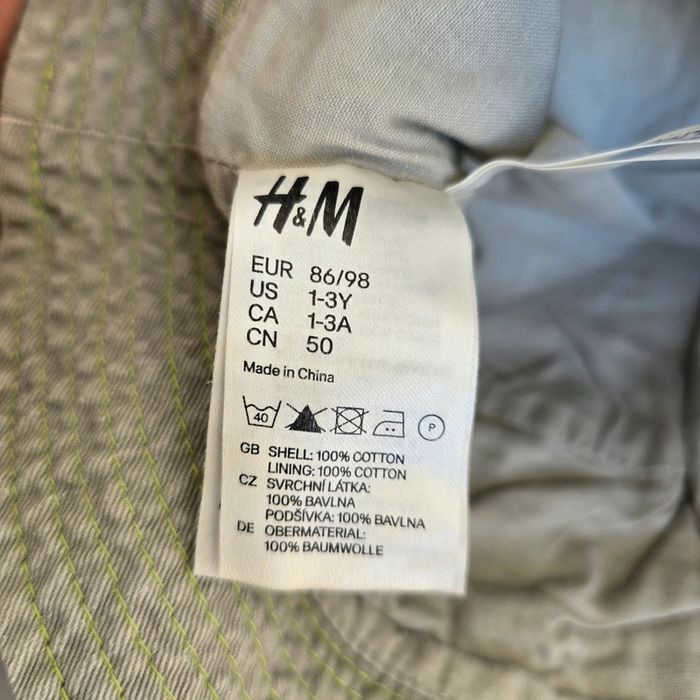 H&M
EUR 86/98
US 1-3Y
CA 1-3A
CN 50
Made in China
40 P
GB SHELL: 100% COTTON
LINING: 100% COTTON
CZ SVRCHNÍ LÁTKA:
100% BAVLNA
PODŠÍVKA: 100% BAVLNA
DE OBERMATERIAL:
100% BAUMWOLLE